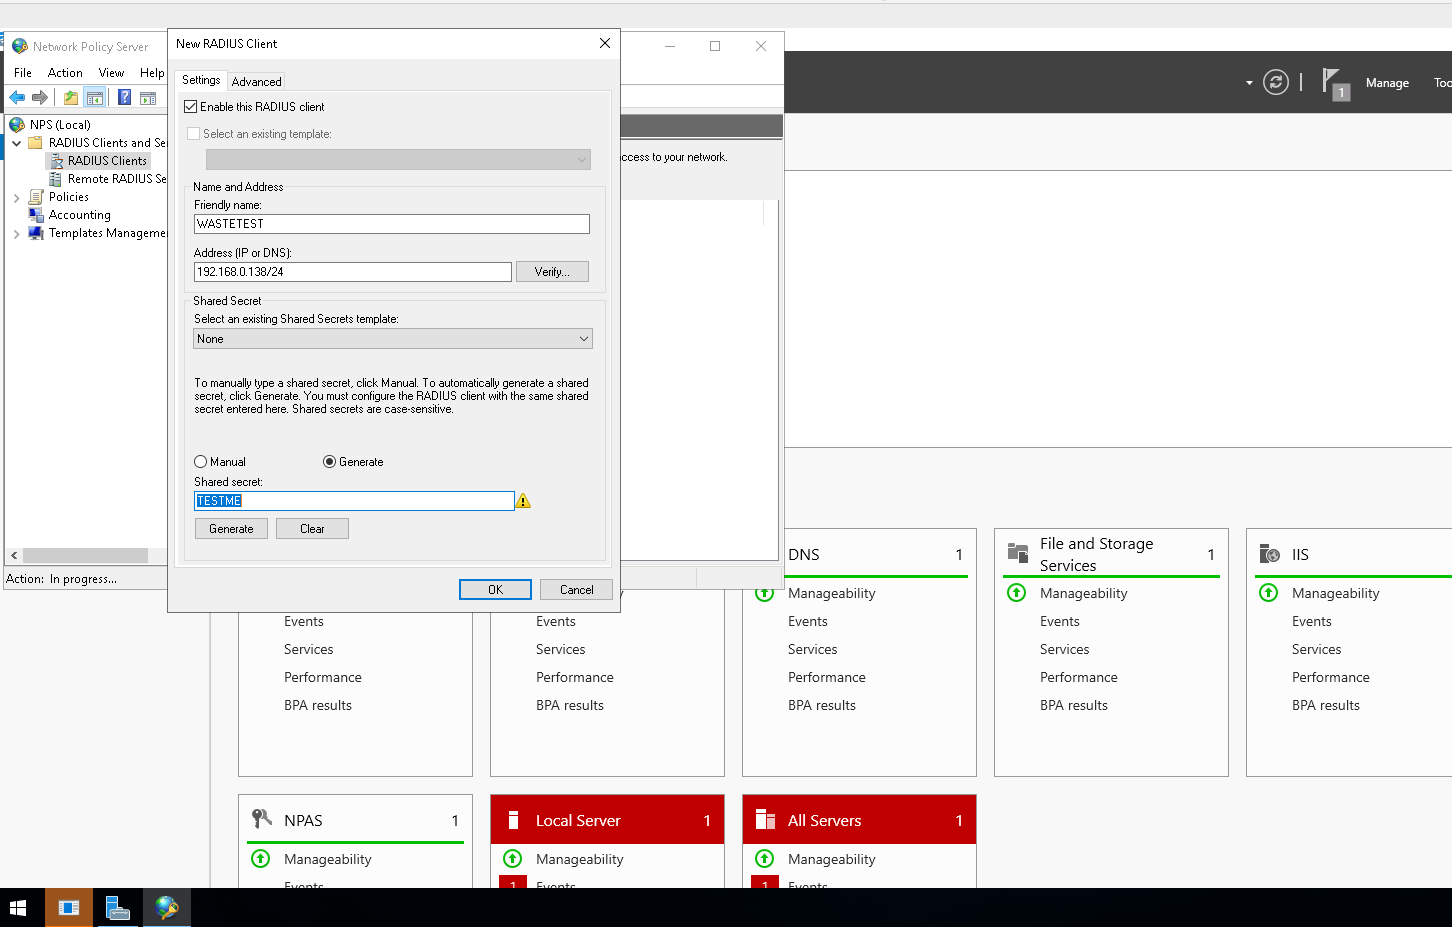 Network Policy Server
File Action View Help
NPS (Local)
RADIUS Clients and Se
RADIUS Clients
Remote RADIUS Se
Policies
Accounting
Templates Manageme
Action: In progress...
New RADIUS Client
Settings Advanced
Enable this RADIUS client
Select an existing template:
Name and Address
Friendly name:
WASTETEST
Address (IP or DNS):
192.168.0.138/24
Verify...
Shared Secret
Select an existing Shared Secrets template:
None
To manually type a shared secret, click Manual. To automatically generate a shared
secret, click Generate. You must configure the RADIUS client with the same shared
secret entered here. Shared secrets are case-sensitive.
Manual Generate
Shared secret:
TESTME
Generate Clear
OK Cancel
access to your network.
1 Manage Too
Events
Services
Performance
BPA results
Events
Services
Performance
BPA results
DNS 1
Manageability
Events
Services
Performance
BPA results
File and Storage
Services 1
Manageability
Events
Services
Performance
BPA results
IIS
Manageability
Events
Services
Performance
BPA results
NPAS 1
Manageability
Events
Local Server 1
Manageability
1 Events
All Servers 1
Manageability
1 Events